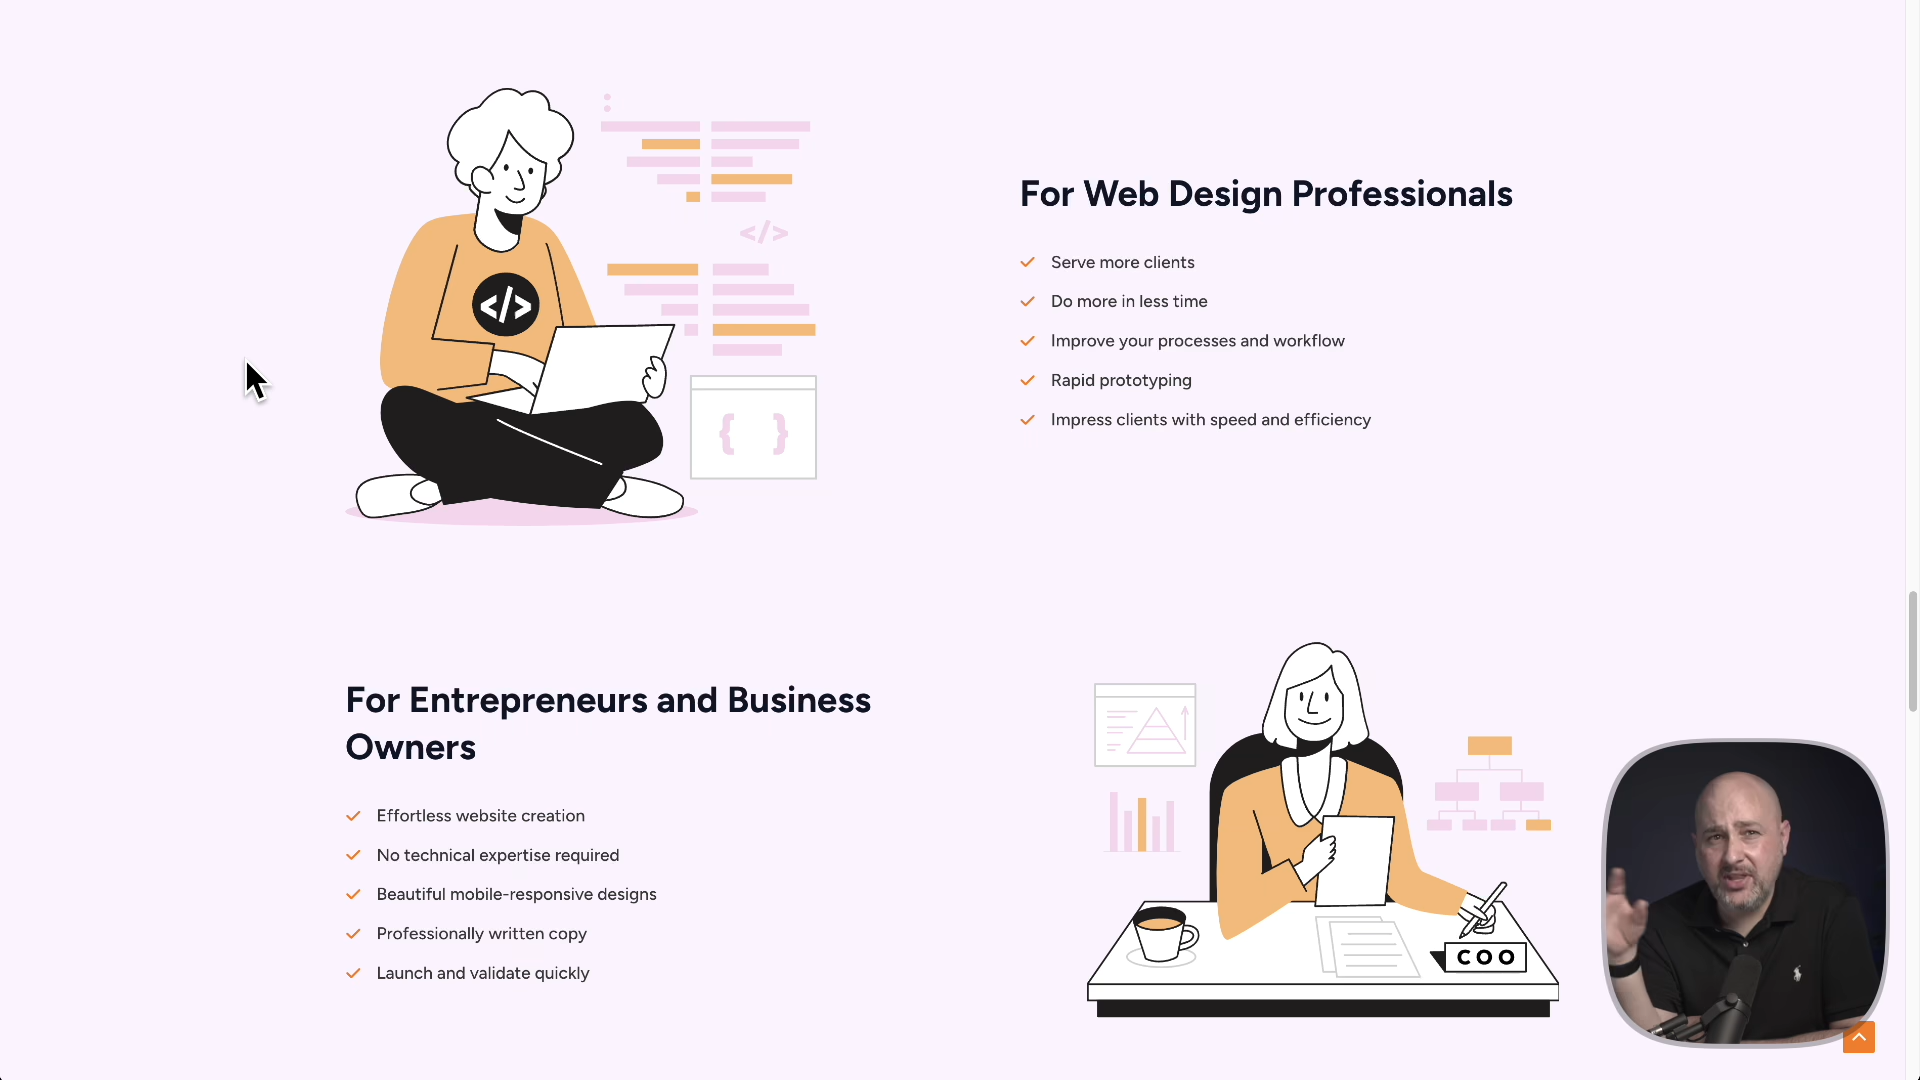 </>
</>
{ }
For Web Design Professionals
Serve more clients
Do more in less time
Improve your processes and workflow
Rapid prototyping
Impress clients with speed and efficiency
For Entrepreneurs and Business
Owners
Effortless website creation
No technical expertise required
Beautiful mobile-responsive designs
Professionally written copy
Launch and validate quickly
COO